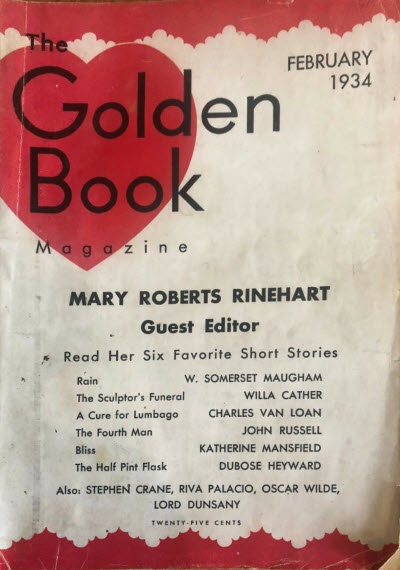 The
FEBRUARY
1934
Golden
Book
Magazine
MARY ROBERTS RINEHART
Guest Editor
Read Her Six Favorite Short Stories
Rain W. SOMERSET MAUGHAM
The Sculptor's Funeral WILLA CATHER
A Cure for Lumbago CHARLES VAN LOAN
The Fourth Man JOHN RUSSELL
Bliss KATHERINE MANSFIELD
The Half Pint Flask DUBOSE HEYWARD
Also: STEPHEN CRANE, RIVA PALACIO, OSCAR WILDE,
LORD DUNSANY
TWENTY-FIVE CENTS